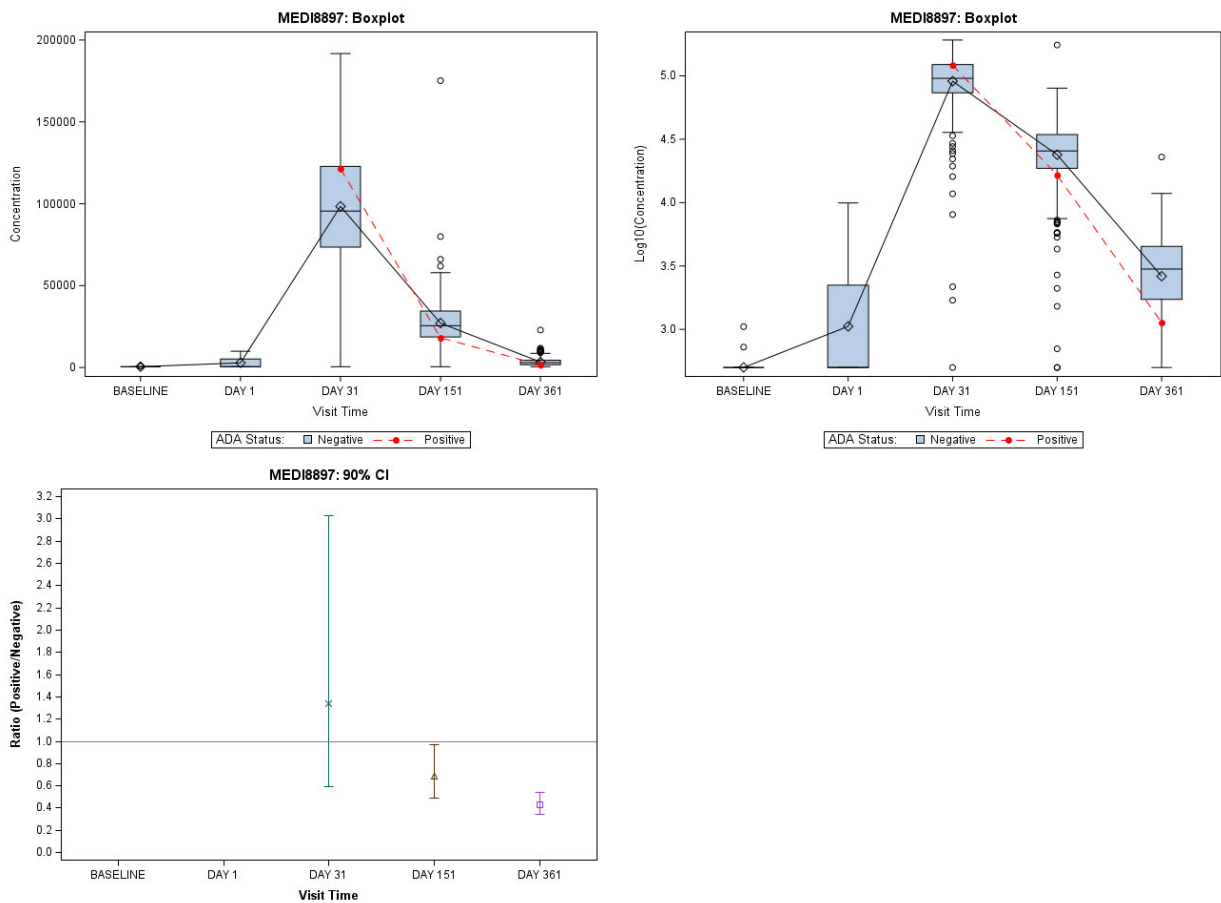 MEDI8897: Boxplot
200000
150000
100000
50000
0
Concentration
BASELINE DAY 1 DAY 31 DAY 151 DAY 361
Visit Time
ADA Status: Negative Positive
MEDI8897: Boxplot
5.0
4.5
4.0
3.5
3.0
Log10(Concentration)
BASELINE DAY 1 DAY 31 DAY 151 DAY 361
Visit Time
ADA Status: Negative Positive
MEDI8897: 90% CI
3.2
3.0
2.8
2.6
2.4
2.2
2.0
1.8
1.6
1.4
1.2
1.0
0.8
0.6
0.4
0.2
0.0
Ratio (Positive/Negative)
BASELINE DAY 1 DAY 31 DAY 151 DAY 361
Visit Time